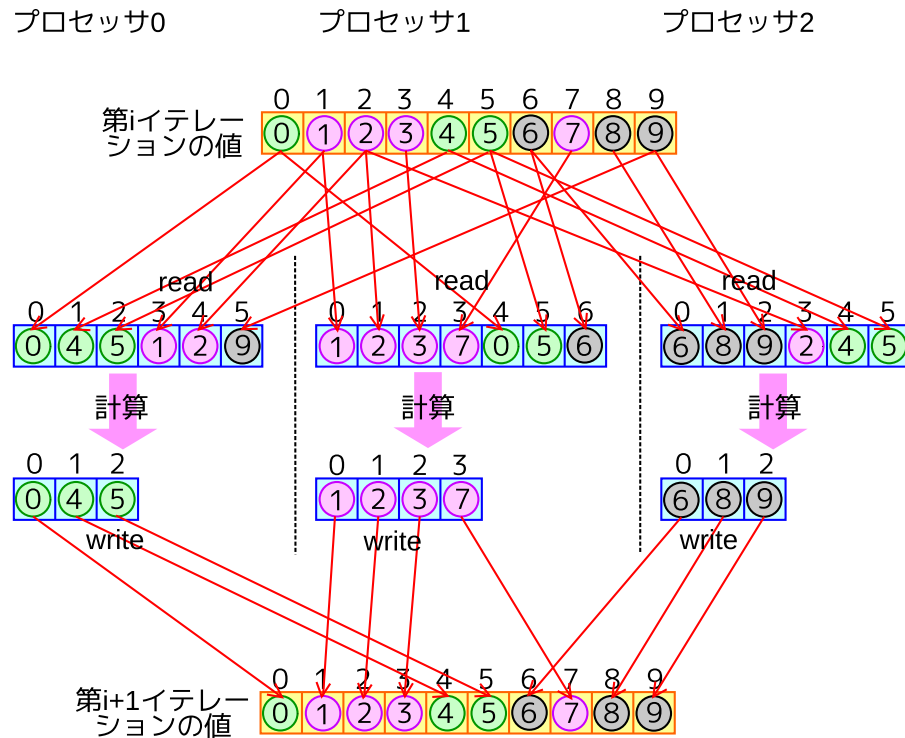 プロセッサ0 プロセッサ1 プロセッサ2
0 1 2 3 4 5 6 7 8 9
第iイテレー
ションの値
0 1 2 3 4 5 6 7 8 9
read read read
0 1 2 3 4 5 0 1 2 3 4 5 6 0 1 2 3 4 5
0 4 5 1 2 9 1 2 3 7 0 5 6 6 8 9 2 4 5
計算 計算 計算
0 1 2 0 1 2 3 0 1 2
0 4 5 1 2 3 7 6 8 9
write write write
0 1 2 3 4 5 6 7 8 9
第i+1イテレー
ションの値
0 1 2 3 4 5 6 7 8 9